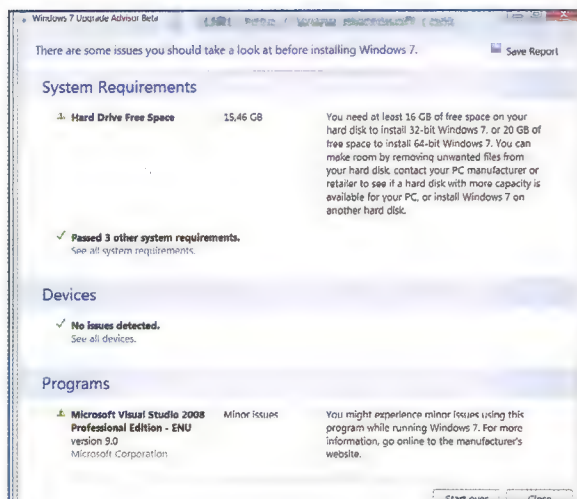 Windows 7 Upgrade Advisor Beta
There are some issues you should take a look at before installing Windows 7.
Save Report
System Requirements
Hard Drive Free Space
15,46 GB
You need at least 16 GB of free space on your
hard disk to install 32-bit Windows 7, or 20 GB of
free space to install 64-bit Windows 7. You can
make room by removing unwanted files from
your hard disk, contact your PC manufacturer or
retailer to see if a hard disk with more capacity is
available for your PC, or install Windows 7 on
another hard disk.
Passed 3 other system requirements.
See all system requirements.
Devices
No issues detected.
See all devices.
Programs
Microsoft Visual Studio 2008
Professional Edition - ENU
version 9.0
Microsoft Corporation
Minor issues
You might experience minor issues using this
program while running Windows 7. For more
information, go online to the manufacturer's
website.
Start over
Close